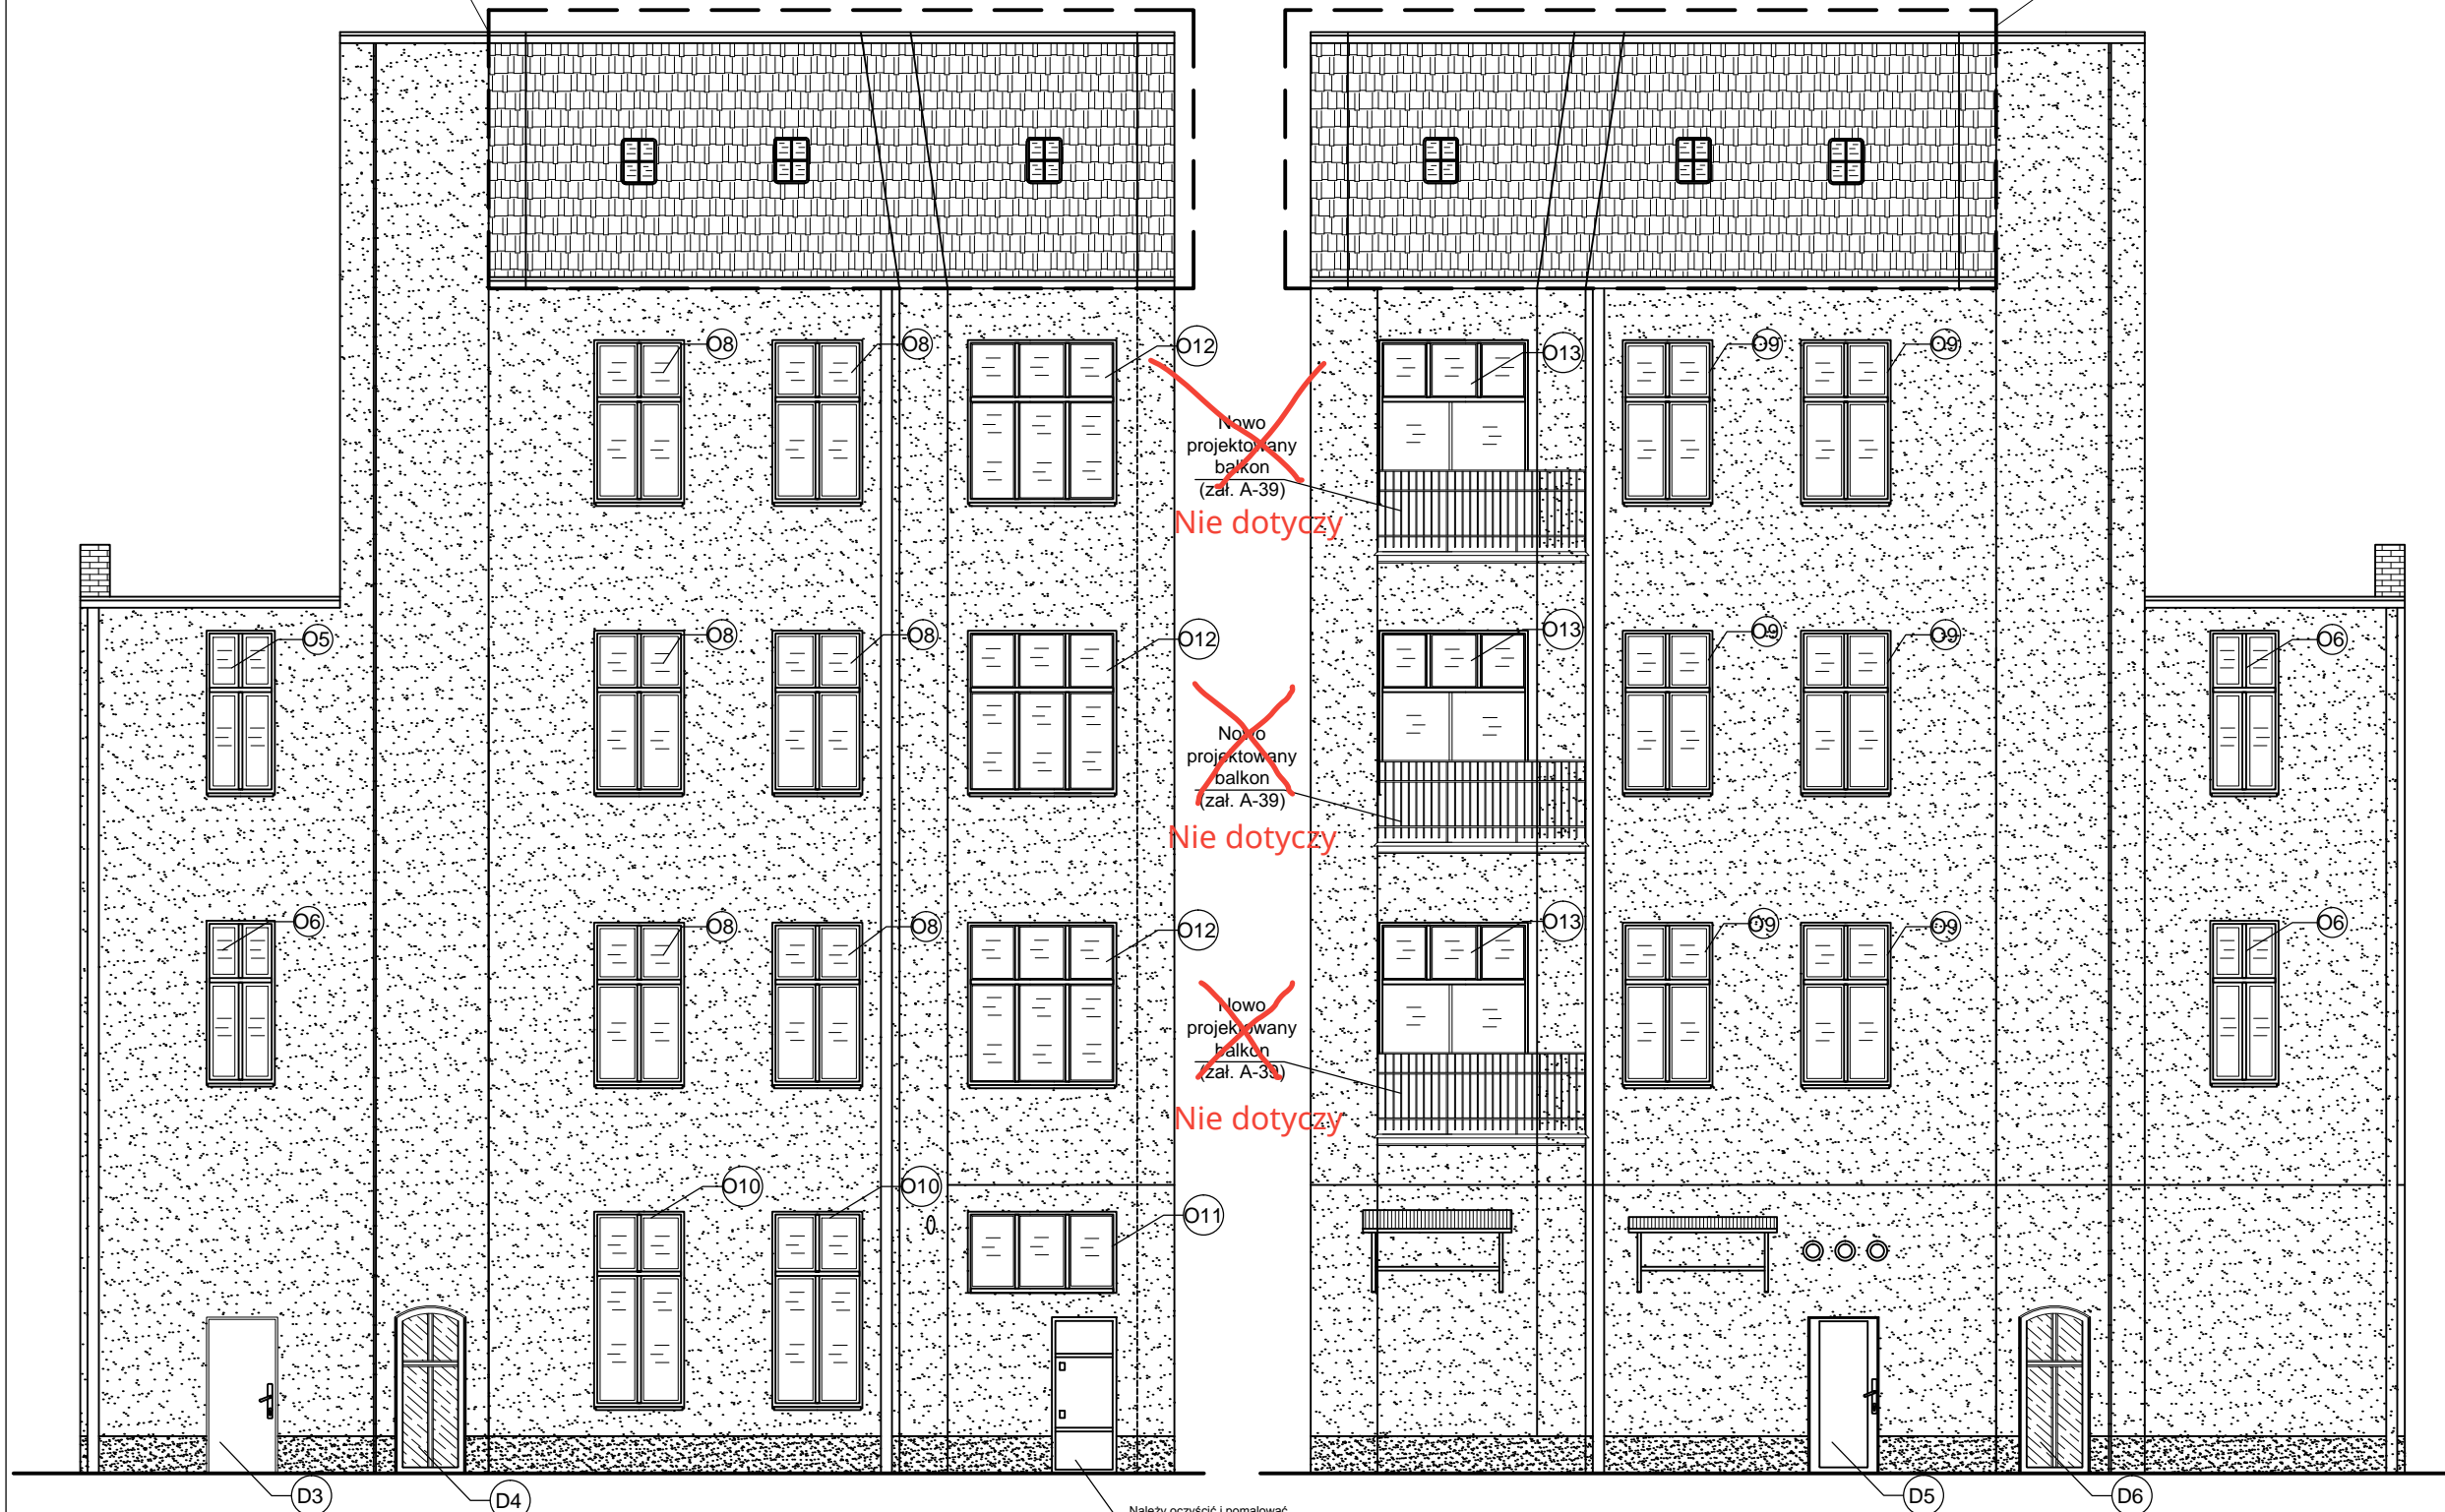 O8
O8
O12
O13
O9
O9
Nowo
projektowany
balkon
(zał. A-39)
Nie dotyczy
O5
O8
O8
O12
O13
O9
O9
O6
Nowo
projektowany
balkon
(zał. A-39)
Nie dotyczy
O6
O8
O8
O12
O13
O9
O9
O6
Nowo
projektowany
balkon
(zał. A-39)
Nie dotyczy
O10
O10
O11
D3
D4
D5
D6
Należy oczyścić i pomalować